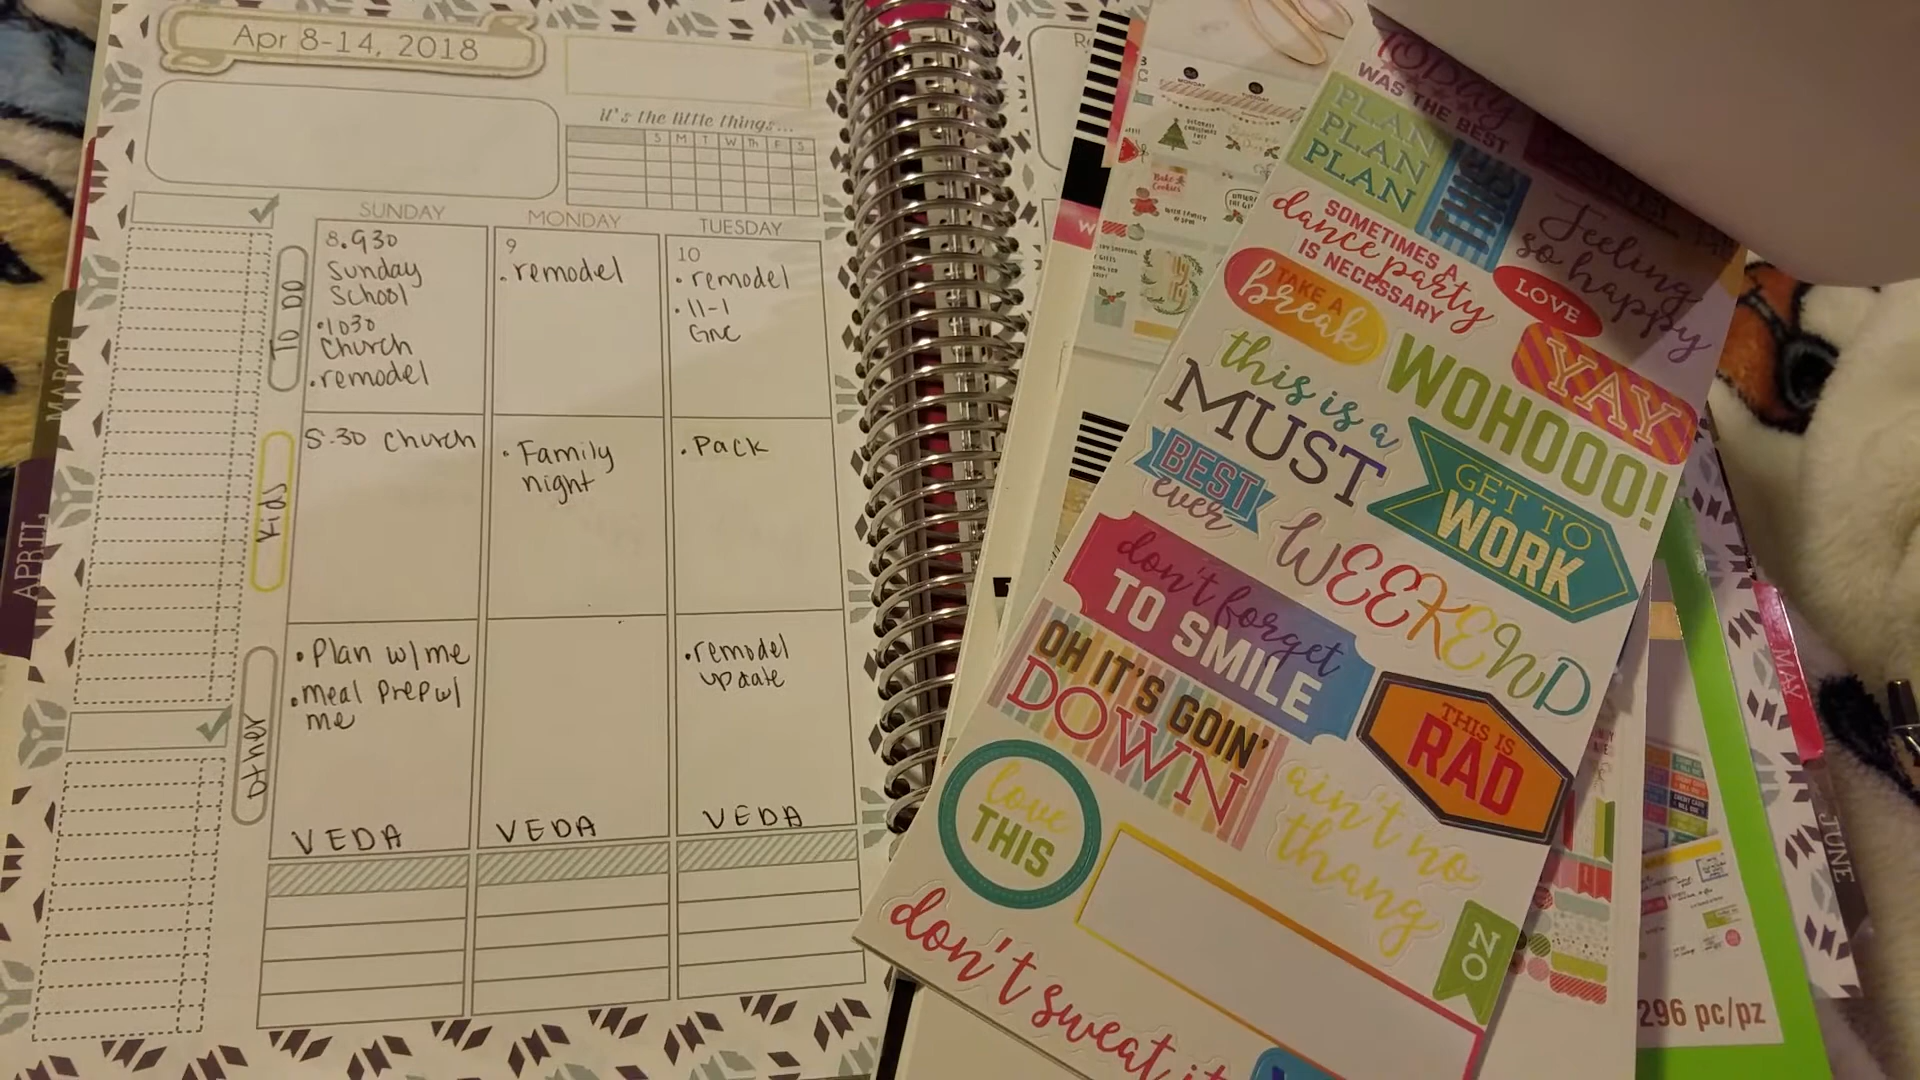 Apr 8-14, 2018
it's the little things...
S M T W Th F S
SUNDAY
MONDAY
TUESDAY
MARCH
APRIL
TO DO
8.930
Sunday
School
•1030
Church
•remodel
9
•remodel
10
•remodel
•11-1
GNC
Kids
5.30 Church
•Family
night
•Pack
other
•Plan w/me
•meal Prep w/
me
•remodel
update
VEDA
VEDA
VEDA
MONDAY
TUESDAY
Bake
Cookies
TODAY
WAS THE BEST
PLAN
PLAN
PLAN
THIS
Feeling
so happy
SOMETIMES A
dance party
IS NECESSARY
LOVE
TAKE A
break
YAY
WOHOOO!
this is a
MUST
BEST
ever
GET TO
WORK
WEEKEND
don't forget
TO SMILE
OH IT'S GOIN'
DOWN
THIS IS
RAD
love
THIS
ain't no
thang
NO
don't sweat it
296 pc/pz
MAY
JUNE